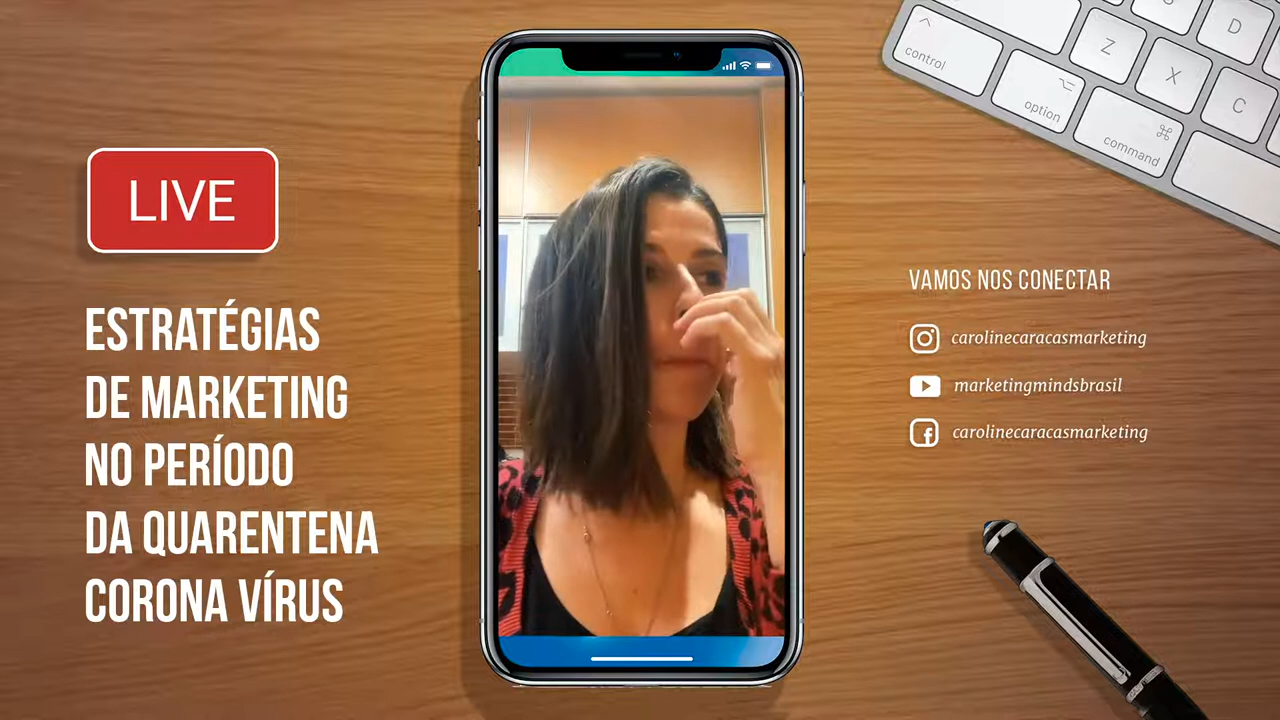 LIVE
ESTRATÉGIAS
DE MARKETING
NO PERÍODO
DA QUARENTENA
CORONA VÍRUS
VAMOS NOS CONECTAR
carolinecaracasmarketing
marketingmindsbrasil
carolinecaracasmarketing
control
option
command
Z
X
C
S
D